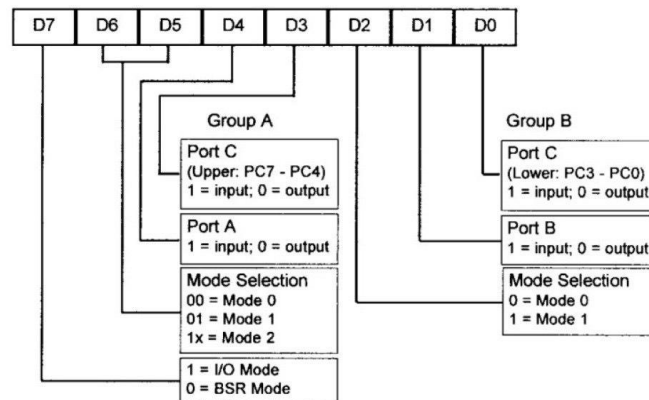 D7 D6 D5 D4 D3 D2 D1 D0
Group A
Port C
(Upper: PC7 - PC4)
1 = input; 0 = output
Port A
1 = input; 0 = output
Mode Selection
00 = Mode 0
01 = Mode 1
1x = Mode 2
1 = I/O Mode
0 = BSR Mode
Group B
Port C
(Lower: PC3 - PC0)
1 = input; 0 = output
Port B
1 = input; 0 = output
Mode Selection
0 = Mode 0
1 = Mode 1